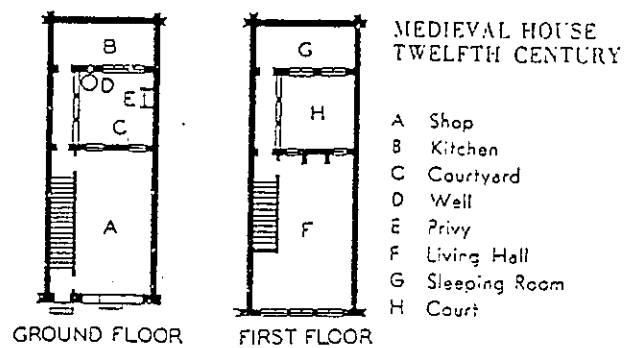 MEDIEVAL HOUSE
TWELFTH CENTURY
B
D
E
C
A
GROUND FLOOR
G
H
F
FIRST FLOOR
A Shop
B Kitchen
C Courtyard
D Well
E Privy
F Living Hall
G Sleeping Room
H Court